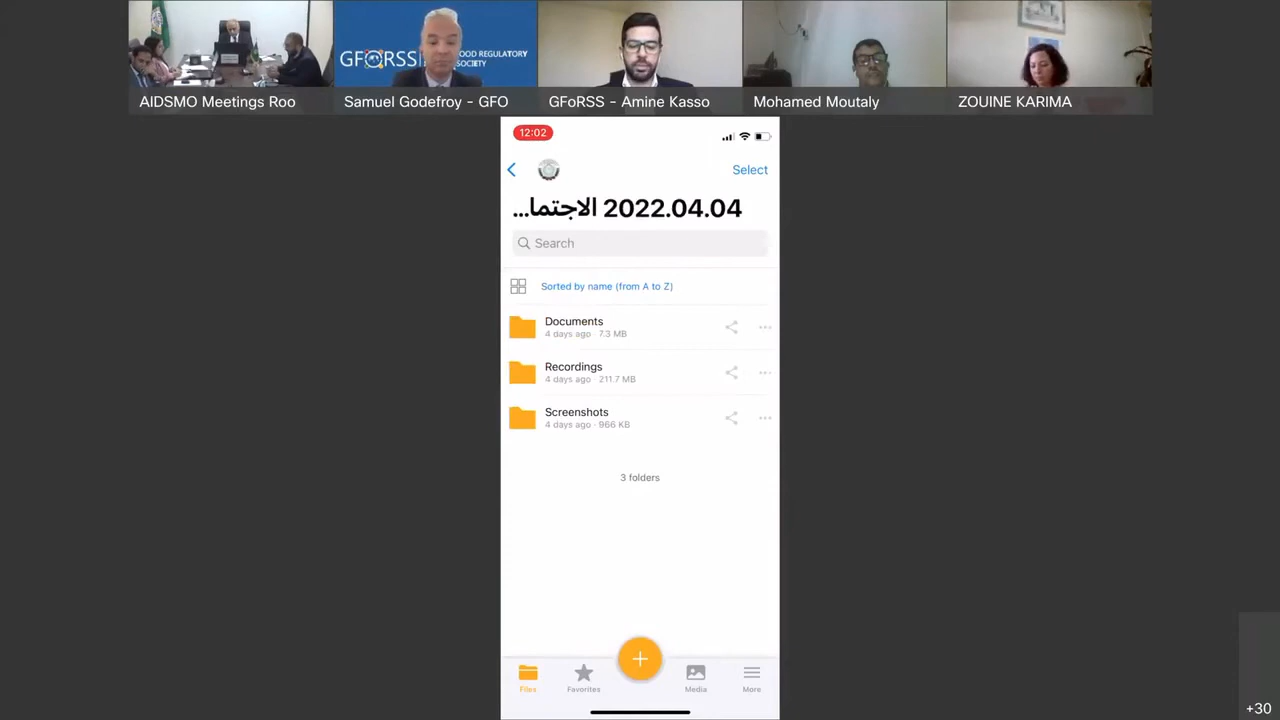 GFORSS
OOD REGULATORY
SOCIETY
AIDSMO Meetings Roo
Samuel Godefroy - GFO
GFoRSS - Amine Kasso
Mohamed Moutaly
ZOUINE KARIMA
12:02
Select
2022.04.04 الاجتما...
Search
Sorted by name (from A to Z)
Documents
4 days ago · 7.3 MB
Recordings
4 days ago · 211.7 MB
Screenshots
4 days ago · 966 KB
3 folders
Files
Favorites
Media
More
+30